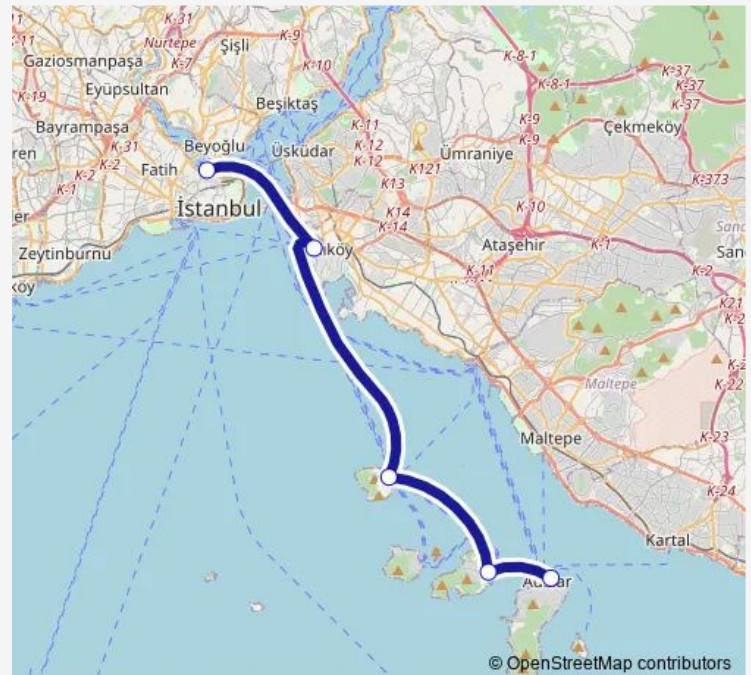 K-31
Nurtepe
Şişli
K-9
K-8-1
Gaziosmanpaşa
K-7
K-10
K-8-1
K-37
K-37
Eyüpsultan
Beşiktaş
K-37
K-19
K-11
K-9
Bayrampaşa
K-31
Beyoğlu
K-12
K-9
Çekmeköy
K-2
Üsküdar
K-12
Ümraniye
K-2
Fatih
K121
K-1
K13
K-373
İstanbul
K14
K-10
K-14
Zeytinburnu
Ataşehir
K-1
K-11
K-2
K21
K-22
Maltepe
K-23
Maltepe
K-24
Kartal
© OpenStreetMap contributors